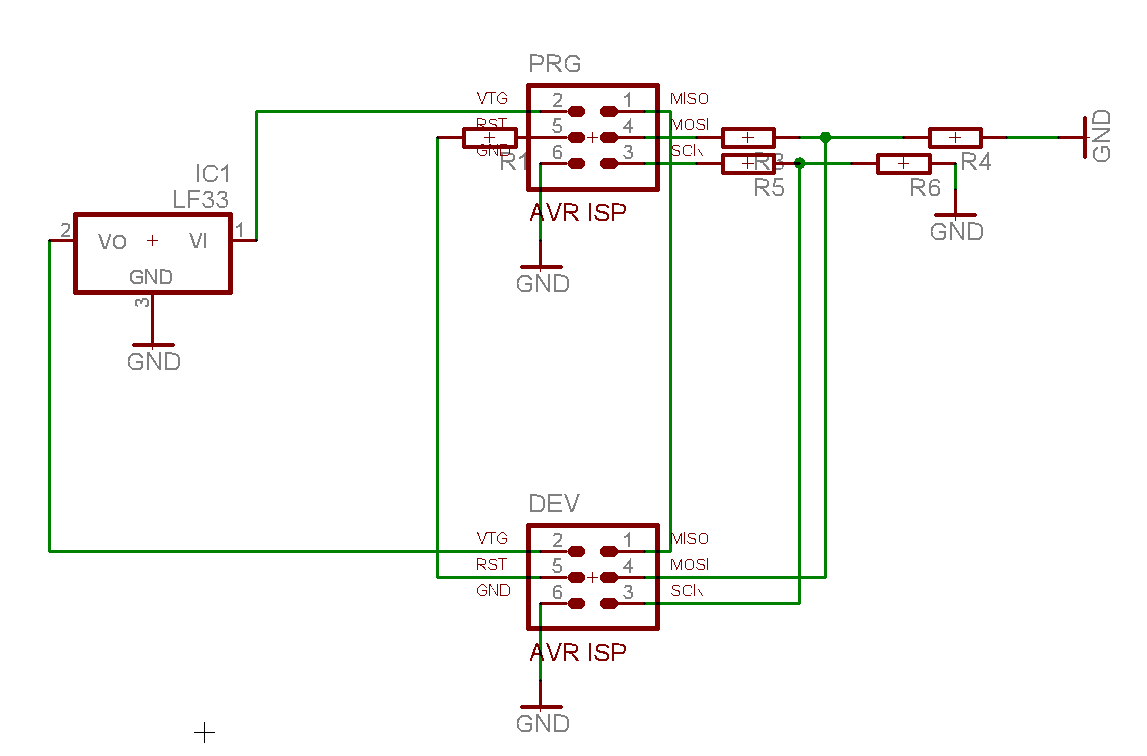 PRG
VTG 2 1 MISO
RST 5 4 MOSI
GND 6 3 SCK
R1 R3 R4
R5 R6
GND
AVR ISP
GND
GND
IC1
LF33
2 VO VI 1
GND
3
GND
DEV
VTG 2 1 MISO
RST 5 4 MOSI
GND 6 3 SCK
AVR ISP
GND